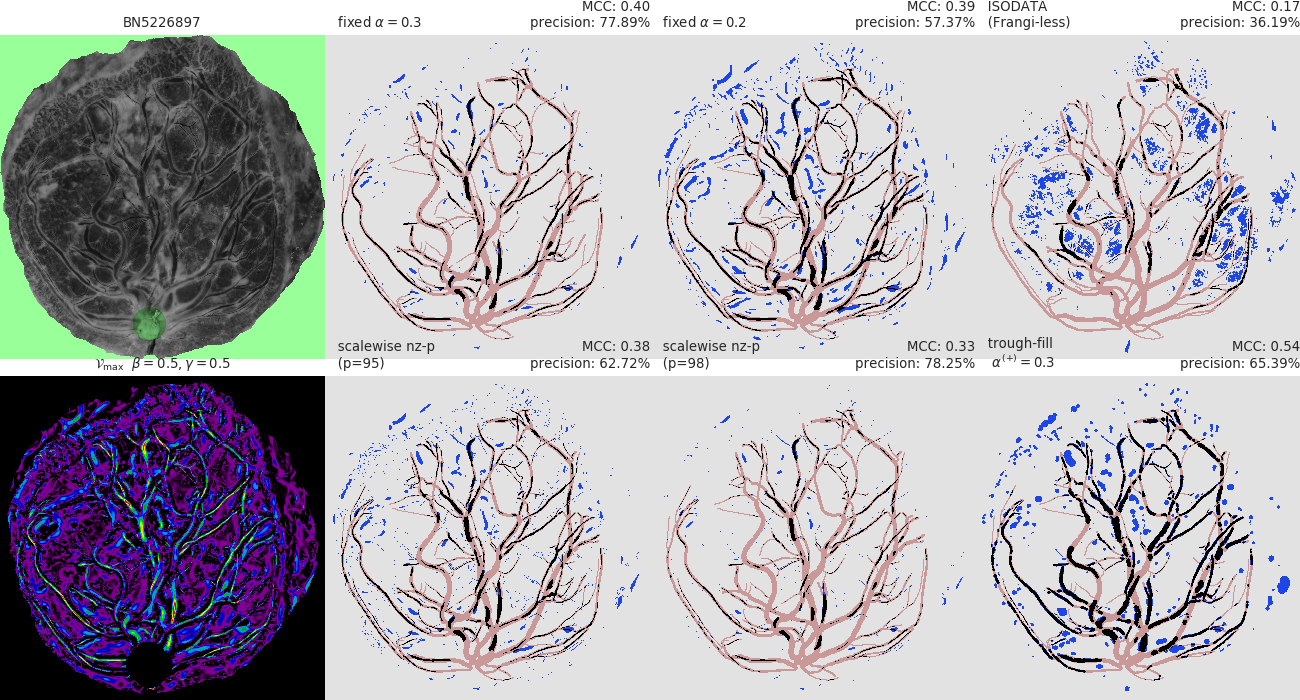 BN5226897
fixed α = 0.3
MCC: 0.40
precision: 77.89%
fixed α = 0.2
MCC: 0.39
precision: 57.37%
ISODATA
(Frangi-less)
MCC: 0.17
precision: 36.19%
𝒱max β = 0.5, γ = 0.5
scalewise nz-p
(p=95)
MCC: 0.38
precision: 62.72%
scalewise nz-p
(p=98)
MCC: 0.33
precision: 78.25%
trough-fill
α(+) = 0.3
MCC: 0.54
precision: 65.39%